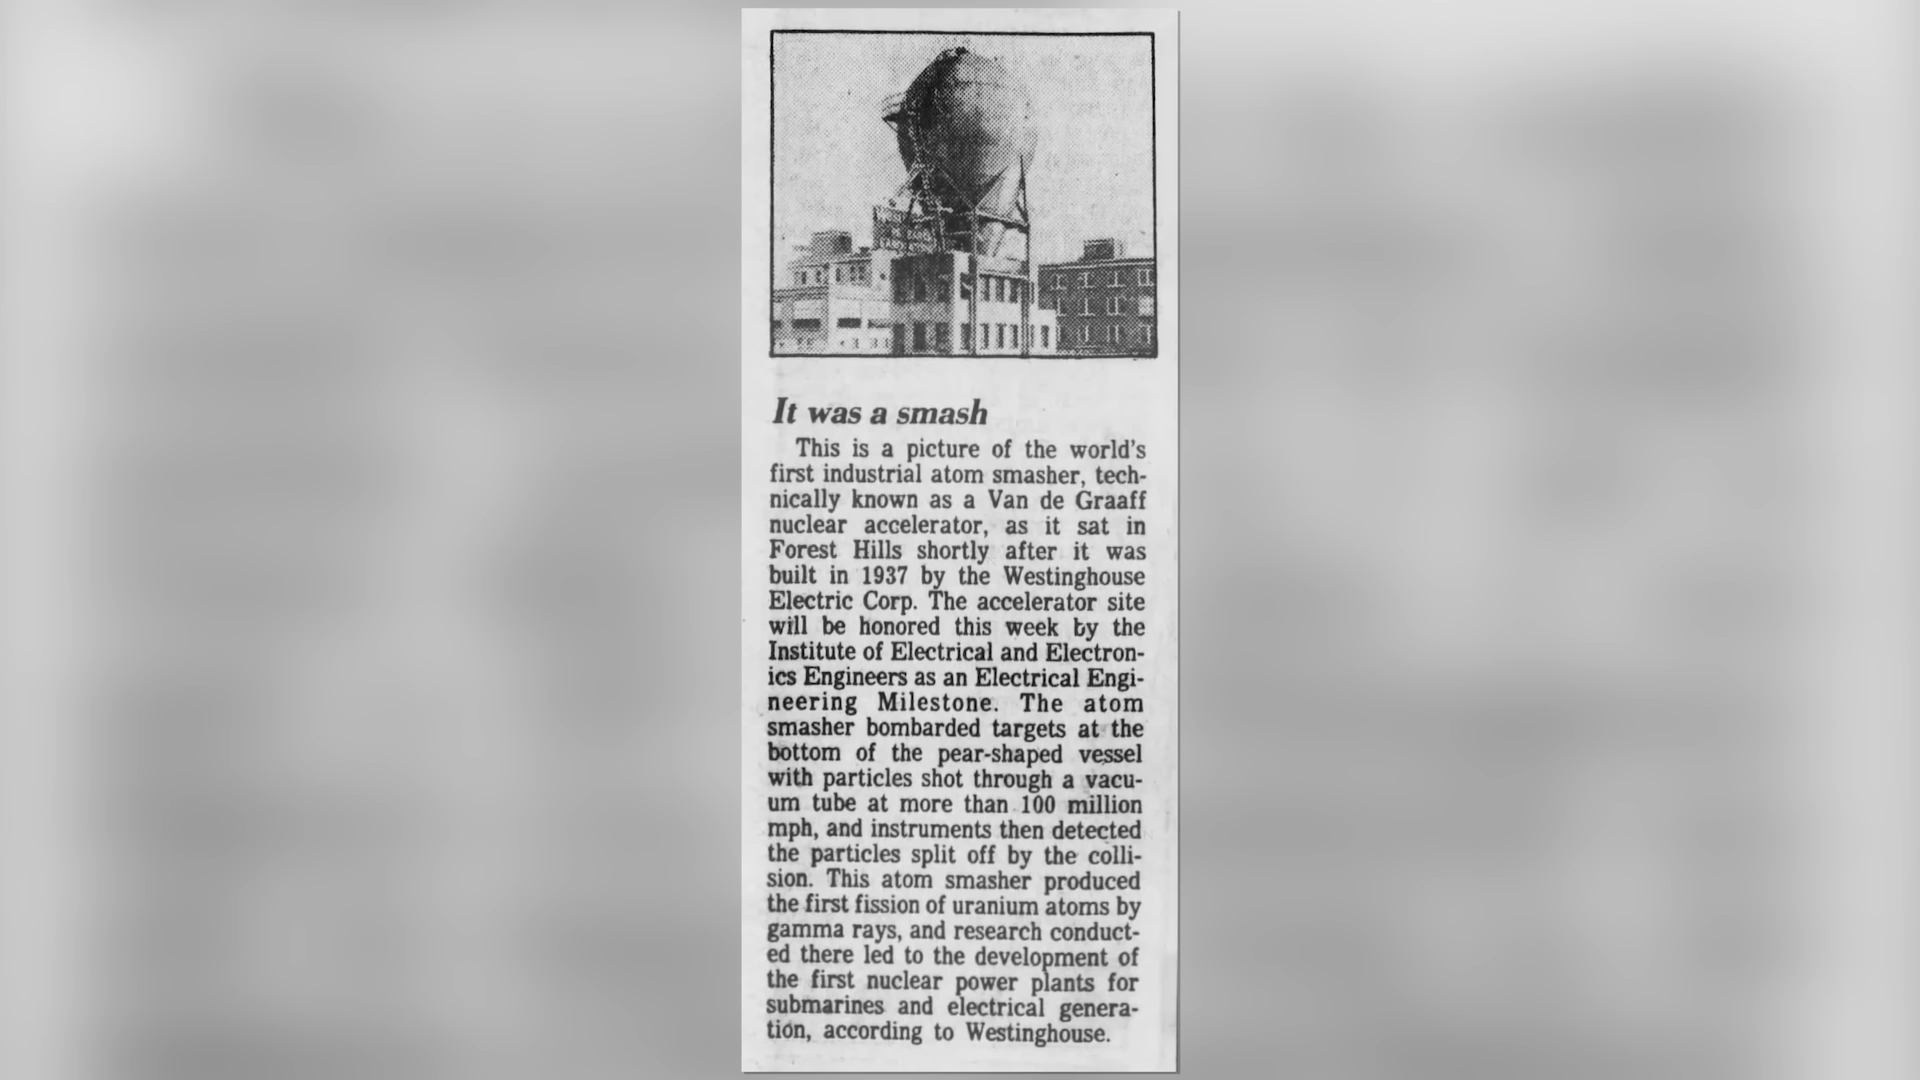 It was a smash
This is a picture of the world's
first industrial atom smasher, tech-
nically known as a Van de Graaff
nuclear accelerator, as it sat in
Forest Hills shortly after it was
built in 1937 by the Westinghouse
Electric Corp. The accelerator site
will be honored this week by the
Institute of Electrical and Electron-
ics Engineers as an Electrical Engi-
neering Milestone. The atom
smasher bombarded targets at the
bottom of the pear-shaped vessel
with particles shot through a vacu-
um tube at more than 100 million
mph, and instruments then detected
the particles split off by the colli-
sion. This atom smasher produced
the first fission of uranium atoms by
gamma rays, and research conduct-
ed there led to the development of
the first nuclear power plants for
submarines and electrical genera-
tion, according to Westinghouse.